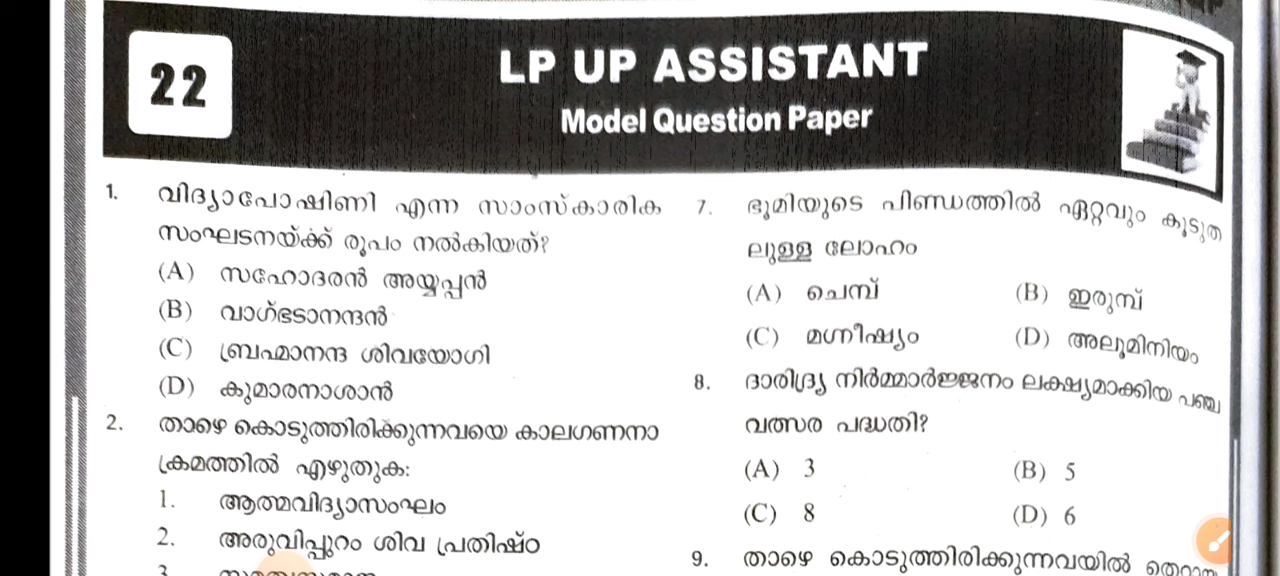 22
LP UP ASSISTANT
Model Question Paper
1. വിദ്യാപോഷിണി എന്ന സാംസ്കാരിക
സംഘടനയ്ക്ക് രൂപം നൽകിയത്?
(A) സഹോദരൻ അയ്യപ്പൻ
(B) വാഗ്ഭടാനന്ദൻ
(C) ബ്രഹ്മാനന്ദ ശിവയോഗി
(D) കുമാരനാശാൻ
2. താഴെ കൊടുത്തിരിക്കുന്നവയെ കാലഗണനാ
ക്രമത്തിൽ എഴുതുക:
1. ആത്മവിദ്യാസംഘം
2. അരുവിപ്പുറം ശിവ പ്രതിഷ്ഠ
3.
7. ഭൂമിയുടെ പിണ്ഡത്തിൽ ഏറ്റവും കൂടുത
ലുള്ള ലോഹം
(A) ചെമ്പ് (B) ഇരുമ്പ്
(C) മഗ്നീഷ്യം (D) അലൂമിനിയം
8. ദാരിദ്ര്യ നിർമ്മാർജ്ജനം ലക്ഷ്യമാക്കിയ പഞ്ച
വത്സര പദ്ധതി?
(A) 3 (B) 5
(C) 8 (D) 6
9. താഴെ കൊടുത്തിരിക്കുന്നവയിൽ